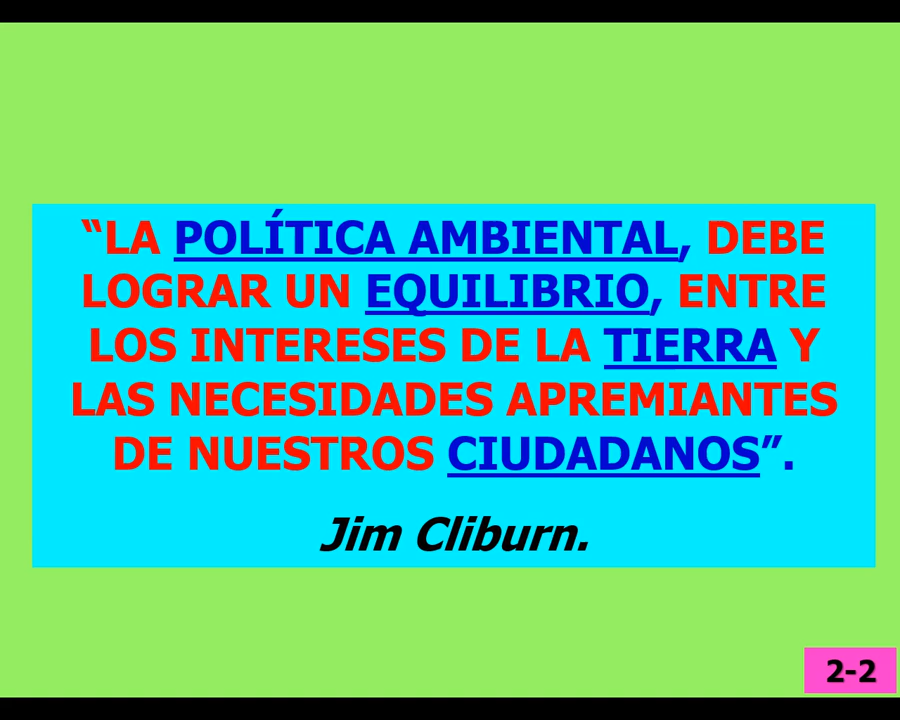 “LA POLÍTICA AMBIENTAL, DEBE
LOGRAR UN EQUILIBRIO, ENTRE
LOS INTERESES DE LA TIERRA Y
LAS NECESIDADES APREMIANTES
DE NUESTROS CIUDADANOS”.
Jim Cliburn.
2-2